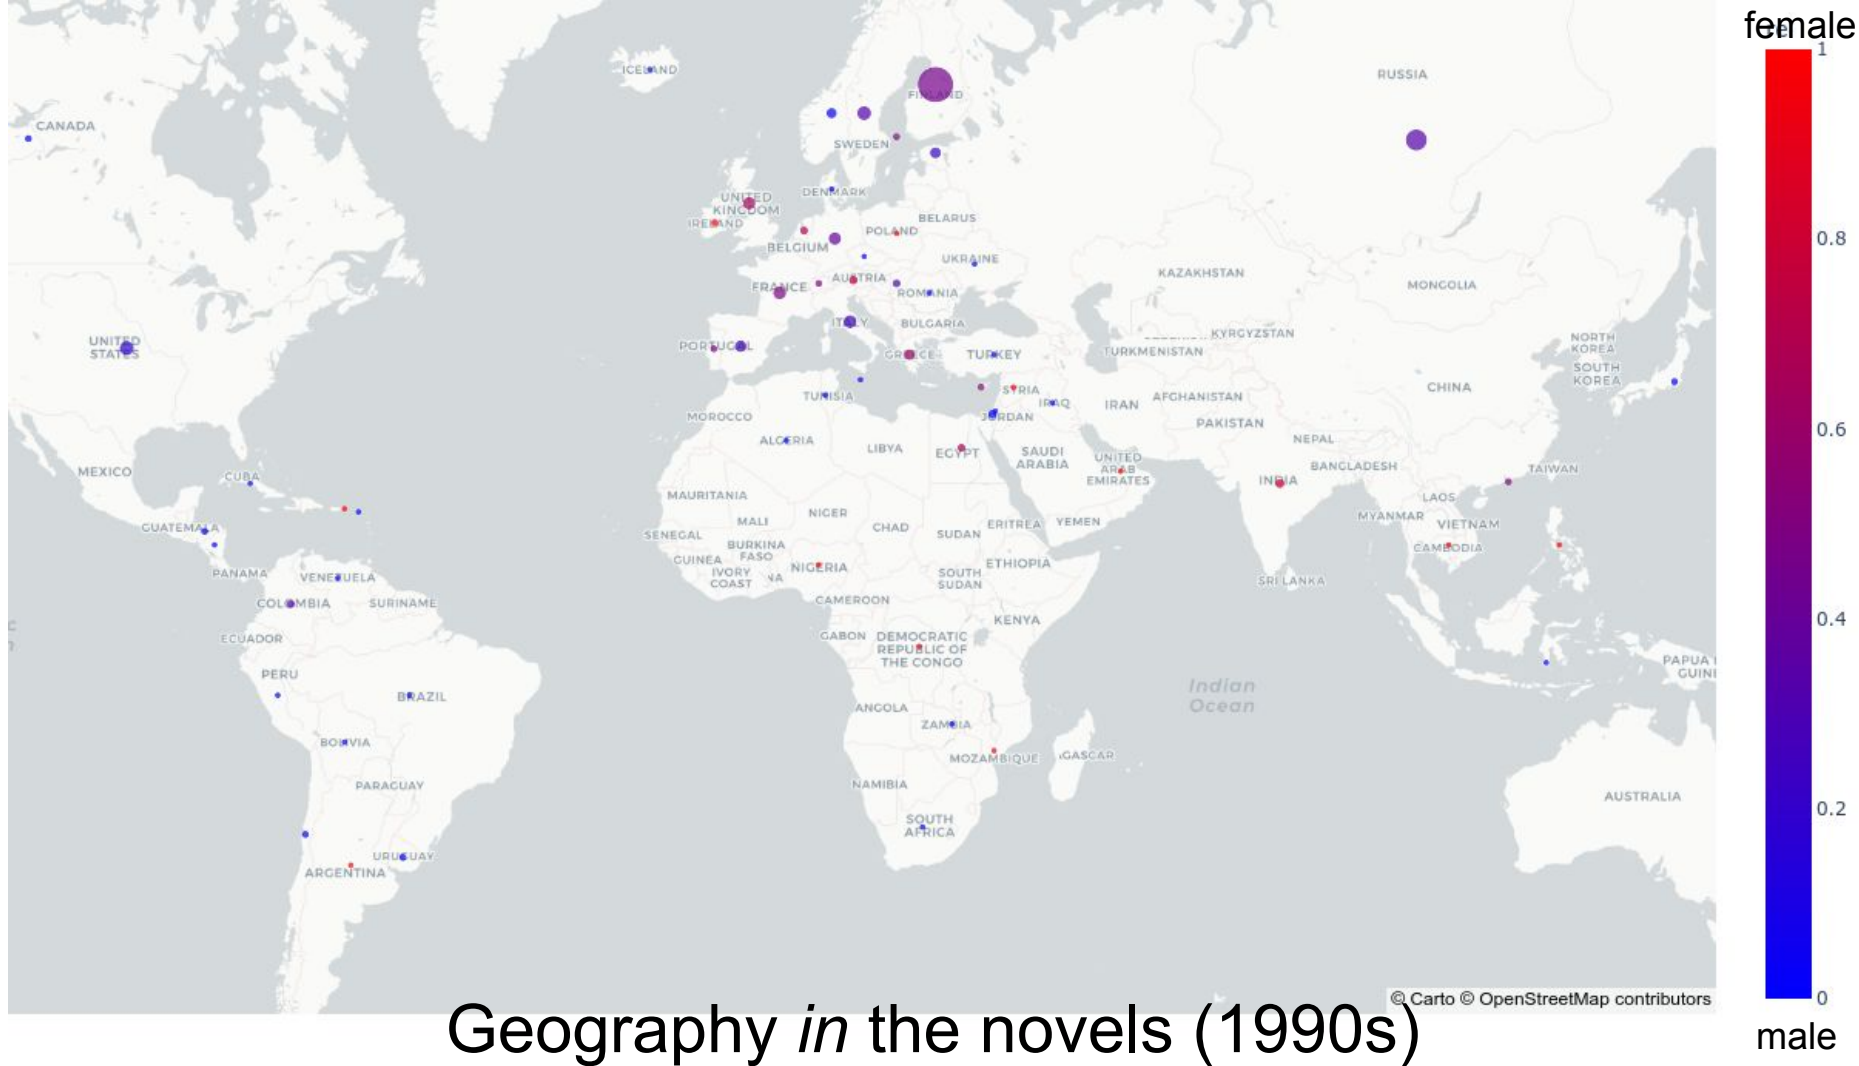 female
1
ICELAND
RUSSIA
CANADA
FINLAND
SWEDEN
DENMARK
UNITED
KINGDOM
IRELAND
BELARUS
POLAND
BELGIUM
0.8
UKRAINE
KAZAKHSTAN
AUSTRIA
MONGOLIA
FRANCE
ROMANIA
ITALY
BULGARIA
KYRGYZSTAN
UNITED
STATES
PORTUGAL
GREECE
TURKEY
TURKMENISTAN
NORTH
KOREA
SOUTH
KOREA
CHINA
SYRIA
TUNISIA
IRAQ
IRAN
AFGHANISTAN
MOROCCO
JORDAN
PAKISTAN
0.6
ALGERIA
LIBYA
EGYPT
SAUDI
ARABIA
NEPAL
UNITED
ARAB
EMIRATES
BANGLADESH
TAIWAN
MEXICO
CUBA
INDIA
MAURITANIA
LAOS
NIGER
MALI
CHAD
ERITREA
YEMEN
MYANMAR
VIETNAM
GUATEMALA
SENEGAL
SUDAN
BURKINA
FASO
CAMBODIA
GUINEA
IVORY
COAST
NA
NIGERIA
ETHIOPIA
PANAMA
VENEZUELA
SOUTH
SUDAN
SRI LANKA
COLOMBIA
SURINAME
CAMEROON
0.4
KENYA
ECUADOR
GABON
DEMOCRATIC
REPUBLIC OF
THE CONGO
PERU
PAPUA
GUIN
Indian
Ocean
BRAZIL
ANGOLA
ZAMBIA
BOLIVIA
MOZAMBIQUE
GASCAR
PARAGUAY
NAMIBIA
AUSTRALIA
0.2
SOUTH
AFRICA
URUGUAY
ARGENTINA
© Carto © OpenStreetMap contributors
0
Geography in the novels (1990s)
male